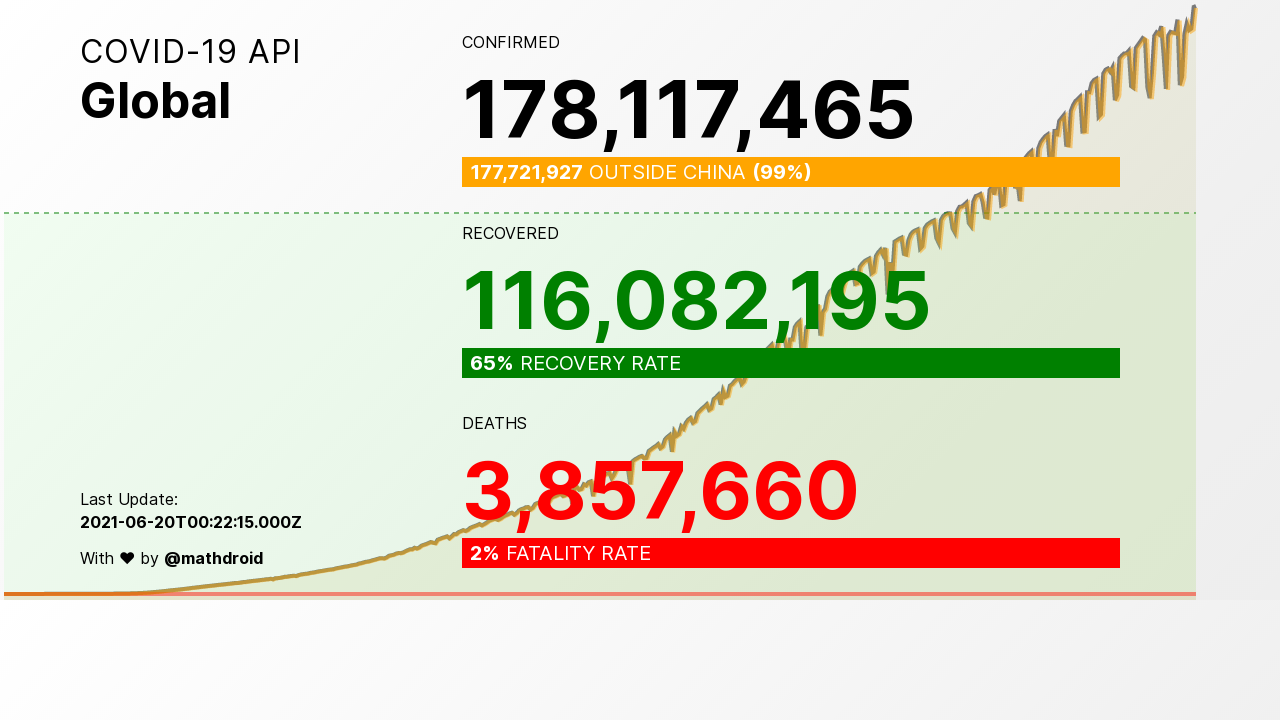 COVID-19 API
Global
CONFIRMED
178,117,465
177,721,927 OUTSIDE CHINA (99%)
RECOVERED
116,082,195
65% RECOVERY RATE
DEATHS
3,857,660
2% FATALITY RATE
Last Update:
2021-06-20T00:22:15.000Z
With ♥ by @mathdroid